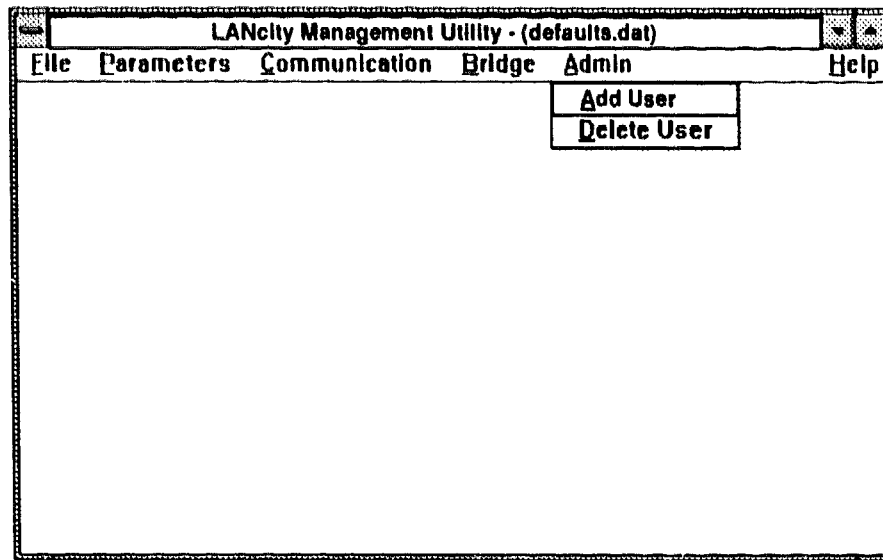 LANcity Management Utility - (defaults.dat)
File Parameters Communication Bridge Admin Help
Add User
Delete User